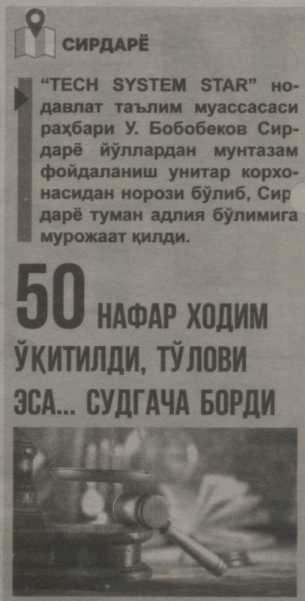 СИРДАРЁ
“TECH SYSTEM STAR” но-
давлат таълим муассасаси
раҳбари У. Бобобеков Сир-
дарё йўллардан мунтазам
фойдаланиш унитар корхо-
насидан норози бўлиб, Сир
дарё туман адлия бўлимига
мурожаат қилди.
50 НАФАР ХОДИМ
ЎҚИТИЛДИ, ТЎЛОВИ
ЭСА... СУДГАЧА БОРДИ